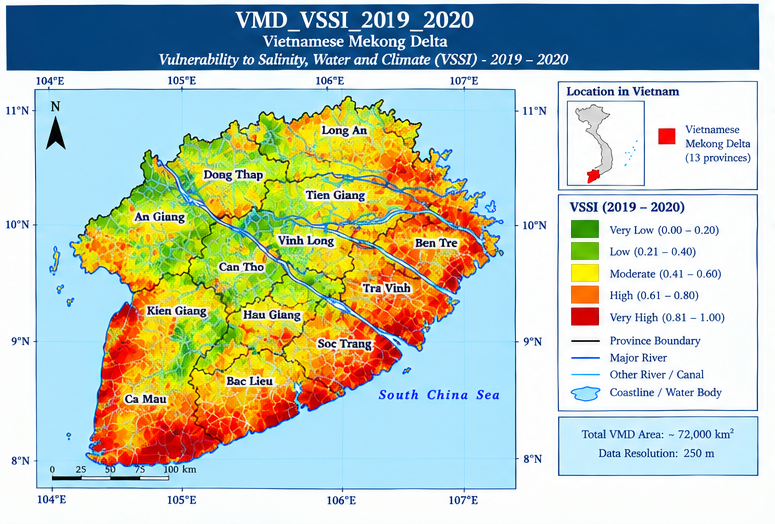 VMD_VSSI_2019_2020
Vietnamese Mekong Delta
Vulnerability to Salinity, Water and Climate (VSSI) - 2019 – 2020
104°E
105°E
106°E
107°E
11°N
11°N
10°N
10°N
9°N
9°N
8°N
8°N
N
Long An
Dong Thap
Tien Giang
An Giang
Vinh Long
Ben Tre
Can Tho
Tra Vinh
Kien Giang
Hau Giang
Soc Trang
Bac Lieu
Ca Mau
South China Sea
0 25 50 75 100 km
104°E
105°E
106°E
107°E
Location in Vietnam
Vietnamese
Mekong Delta
(13 provinces)
VSSI (2019 – 2020)
Very Low (0.00 – 0.20)
Low (0.21 – 0.40)
Moderate (0.41 – 0.60)
High (0.61 – 0.80)
Very High (0.81 – 1.00)
Province Boundary
Major River
Other River / Canal
Coastline / Water Body
Total VMD Area: ~ 72,000 km²
Data Resolution: 250 m